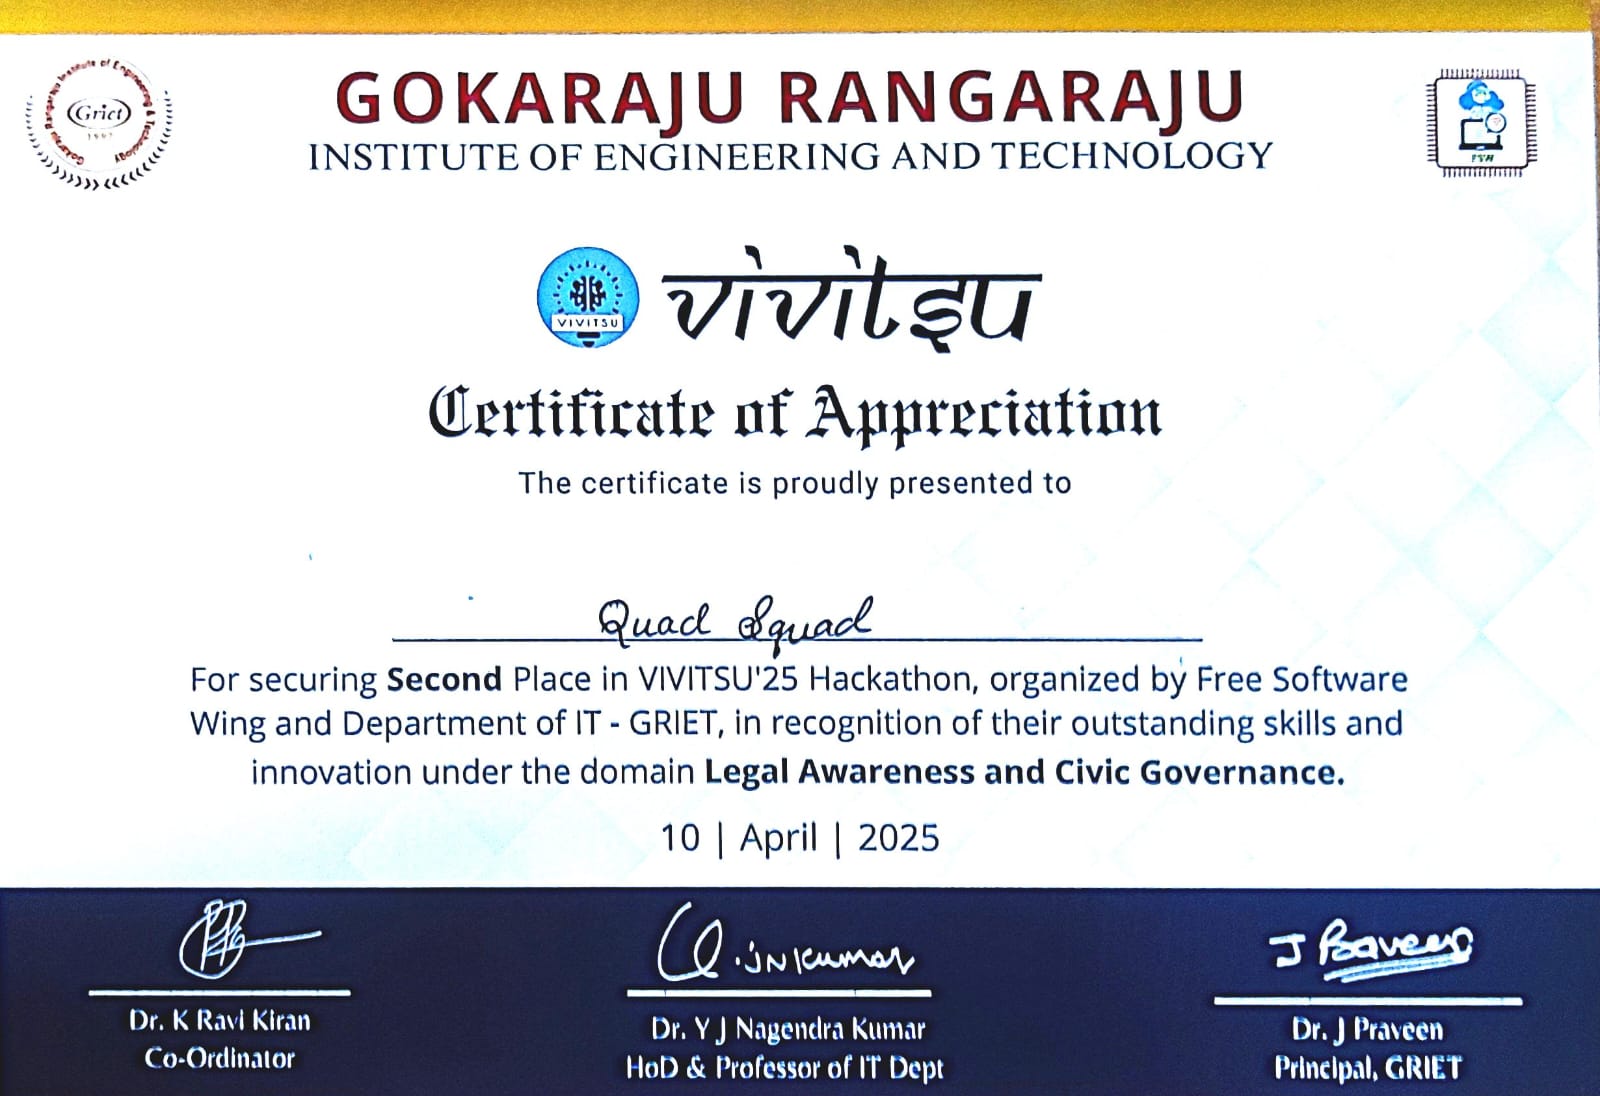 Gokaraju Rangaraju Institute of Engineering & Technology
Griet
1997
GOKARAJU RANGARAJU
INSTITUTE OF ENGINEERING AND TECHNOLOGY
FSW
VIVITSU
vivitsu
Certificate of Appreciation
The certificate is proudly presented to
Quad Squad
For securing Second Place in VIVITSU'25 Hackathon, organized by Free Software
Wing and Department of IT - GRIET, in recognition of their outstanding skills and
innovation under the domain Legal Awareness and Civic Governance.
10 | April | 2025
J Praveen
Dr. K Ravi Kiran
Co-Ordinator
Dr. Y J Nagendra Kumar
HoD & Professor of IT Dept
Dr. J Praveen
Principal, GRIET